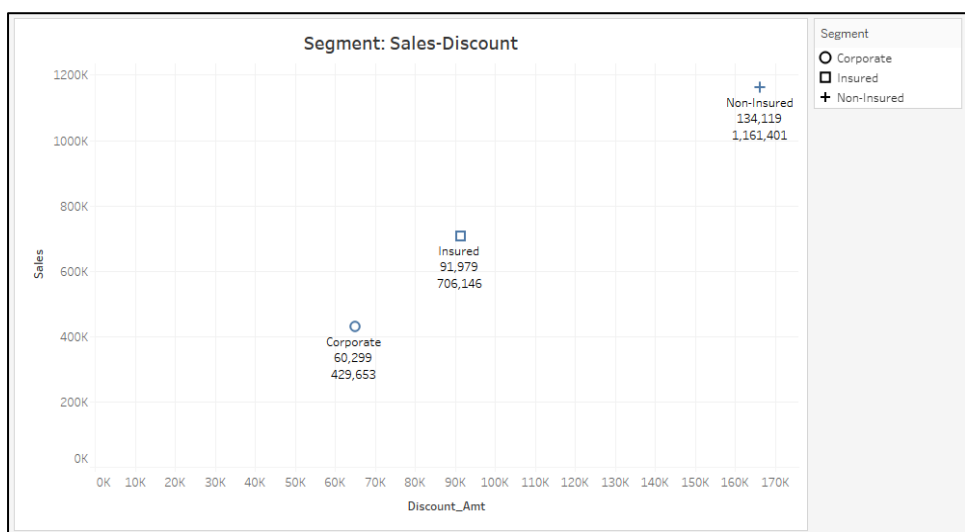 Segment: Sales-Discount
Segment
Corporate
Insured
Non-Insured
1200K
1000K
800K
600K
400K
200K
0K
Sales
Non-Insured
134,119
1,161,401
Insured
91,979
706,146
Corporate
60,299
429,653
0K 10K 20K 30K 40K 50K 60K 70K 80K 90K 100K 110K 120K 130K 140K 150K 160K 170K
Discount_Amt